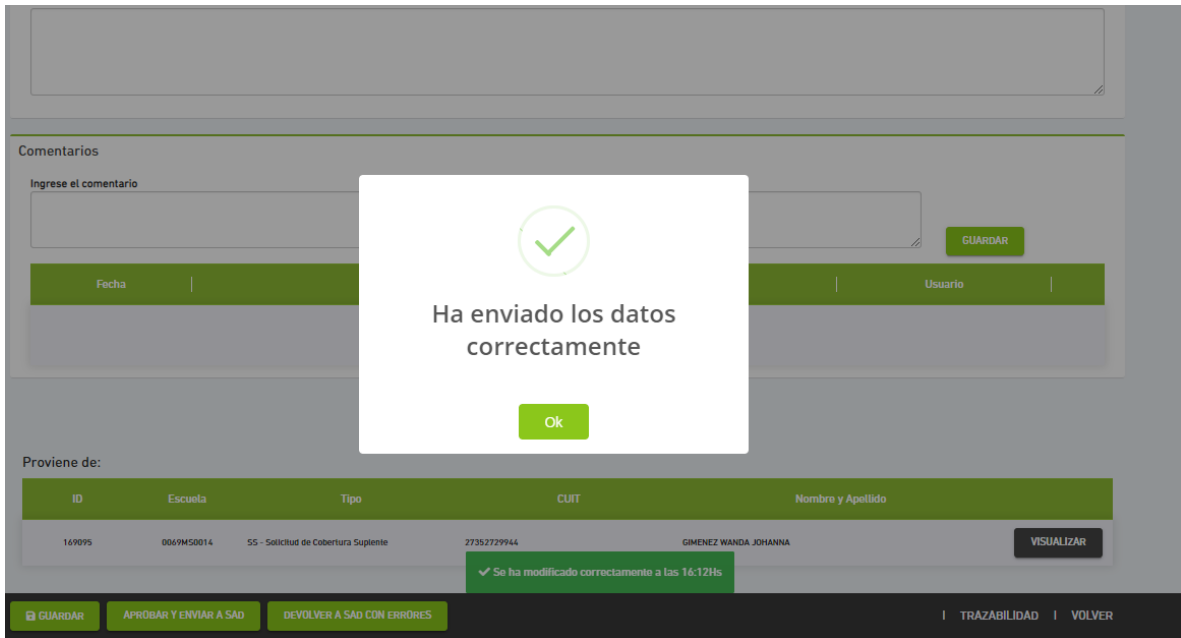 Comentarios
Ingrese el comentario
GUARDAR
Fecha
Usuario
Ha enviado los datos
correctamente
Ok
Proviene de:
ID Escuela Tipo CUIT Nombre y Apellido
169095 0069MS0014 SS - Solicitud de Cobertura Suplente 27352729944 GIMENEZ WANDA JOHANNA VISUALIZAR
Se ha modificado correctamente a las 16:12Hs
GUARDAR APROBAR Y ENVIAR A SAD DEVOLVER A SAD CON ERRORES | TRAZABILIDAD | VOLVER